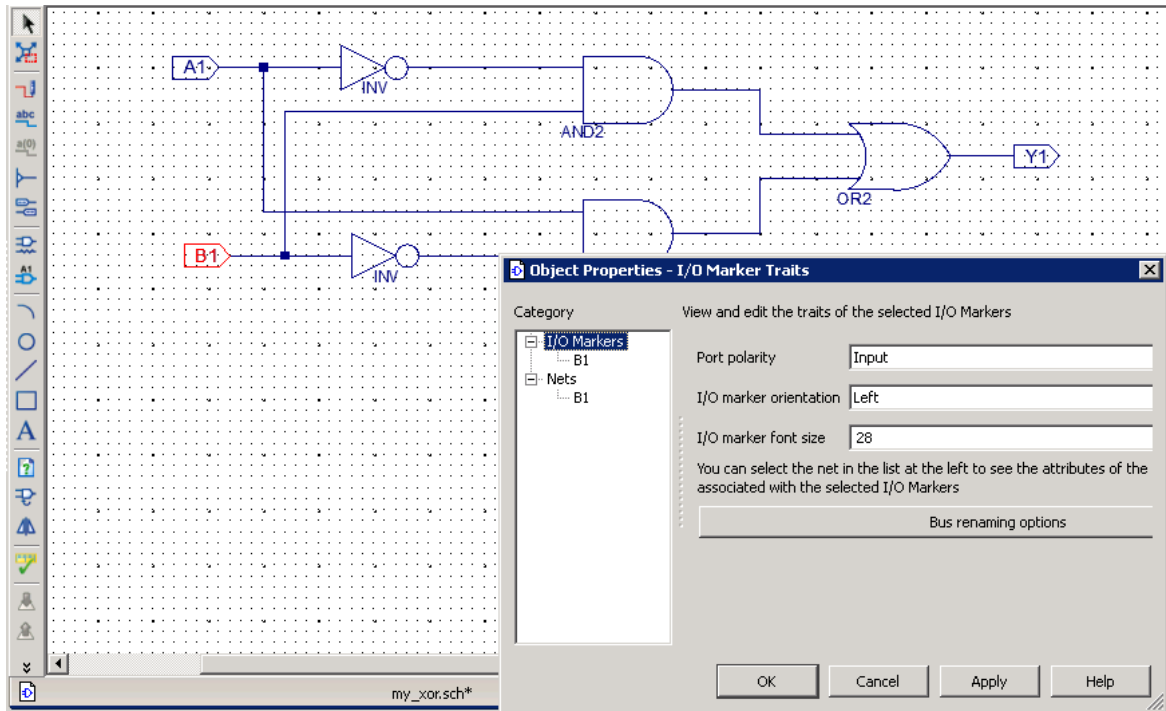 abc
a(0)
A1
A
?
A1
INV
AND2
OR2
Y1
B1
INV
Object Properties - I/O Marker Traits
Category
View and edit the traits of the selected I/O Markers
I/O Markers
B1
Nets
B1
Port polarity
Input
I/O marker orientation
Left
I/O marker font size
28
You can select the net in the list at the left to see the attributes of the
associated with the selected I/O Markers
Bus renaming options
OK
Cancel
Apply
Help
my_xor.sch*